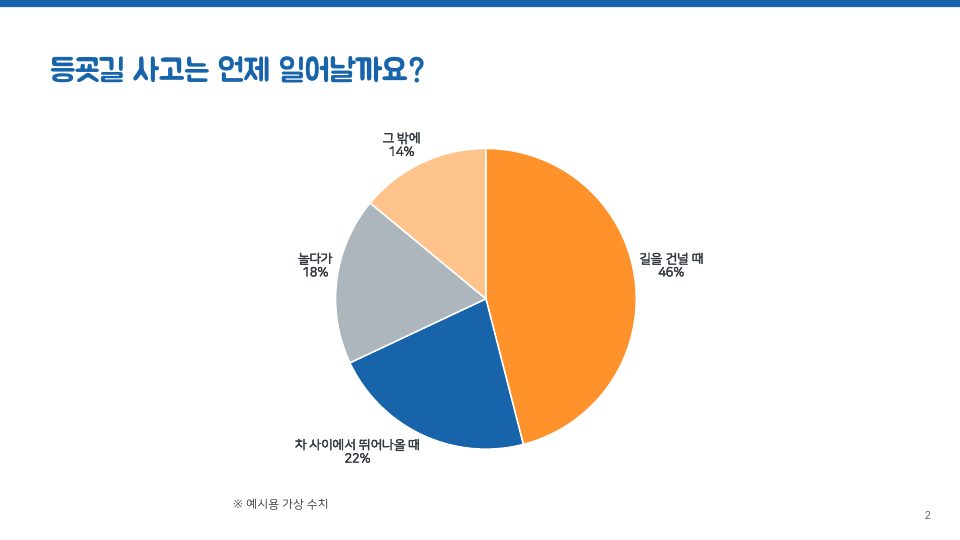 등굣길 사고는 언제 일어날까요?
그 밖에
14%
놀다가
18%
길을 건널 때
46%
차 사이에서 뛰어나올 때
22%
※ 예시용 가상 수치
2